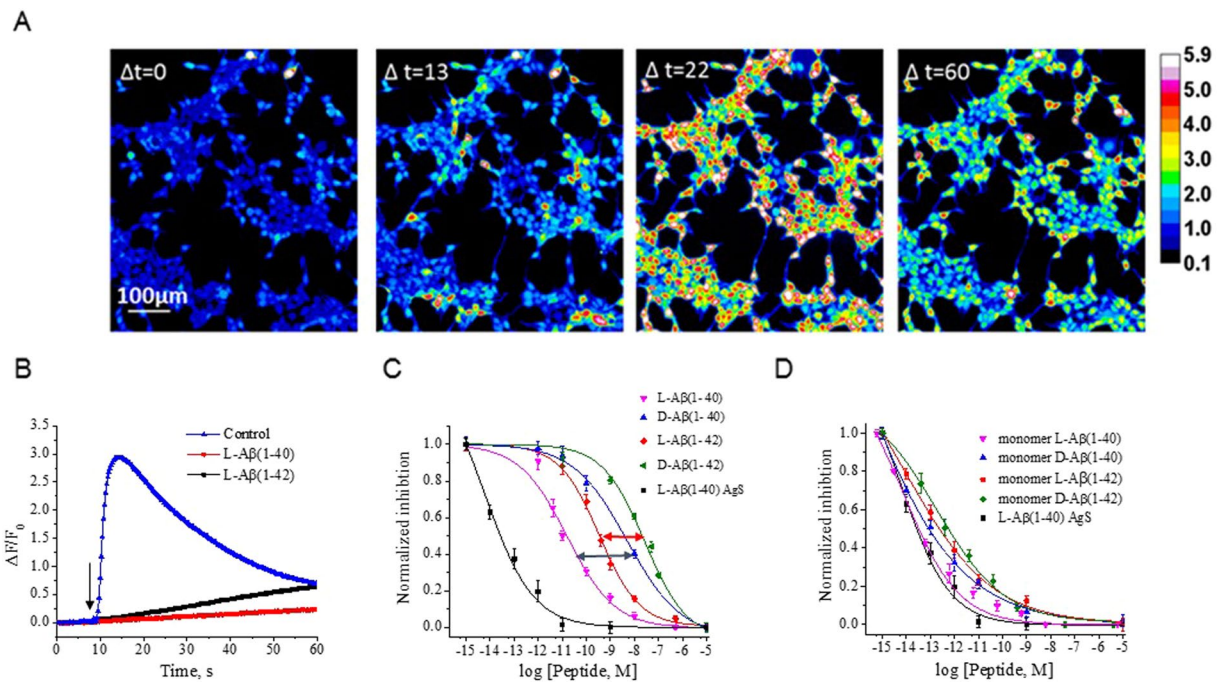 A
Δt=0
Δ t=13
Δ t=22
Δ t=60
100µm
5.9
5.0
4.0
3.0
2.0
1.0
0.1
B
3.5
3.0
2.5
2.0
1.5
1.0
0.5
0.0
ΔF/F0
Control
L-Aβ(1-40)
L-Aβ(1-42)
0 10 20 30 40 50 60
Time, s
C
L-Aβ(1- 40)
D-Aβ(1- 40)
L-Aβ(1- 42)
D-Aβ(1- 42)
L-Aβ(1-40) AgS
1.0
0.8
0.6
0.4
0.2
0.0
Normalized inhibtion
-15 -14 -13 -12 -11 -10 -9 -8 -7 -6 -5
log [Peptide, M]
D
monomer L-Aβ(1-40)
monomer D-Aβ(1-40)
monomer L-Aβ(1-42)
monomer D-Aβ(1-42)
L-Aβ(1-40) AgS
1.0
0.8
0.6
0.4
0.2
0.0
Normalized inhibtion
-15 -14 -13 -12 -11 -10 -9 -8 -7 -6 -5
log [Peptide, M]